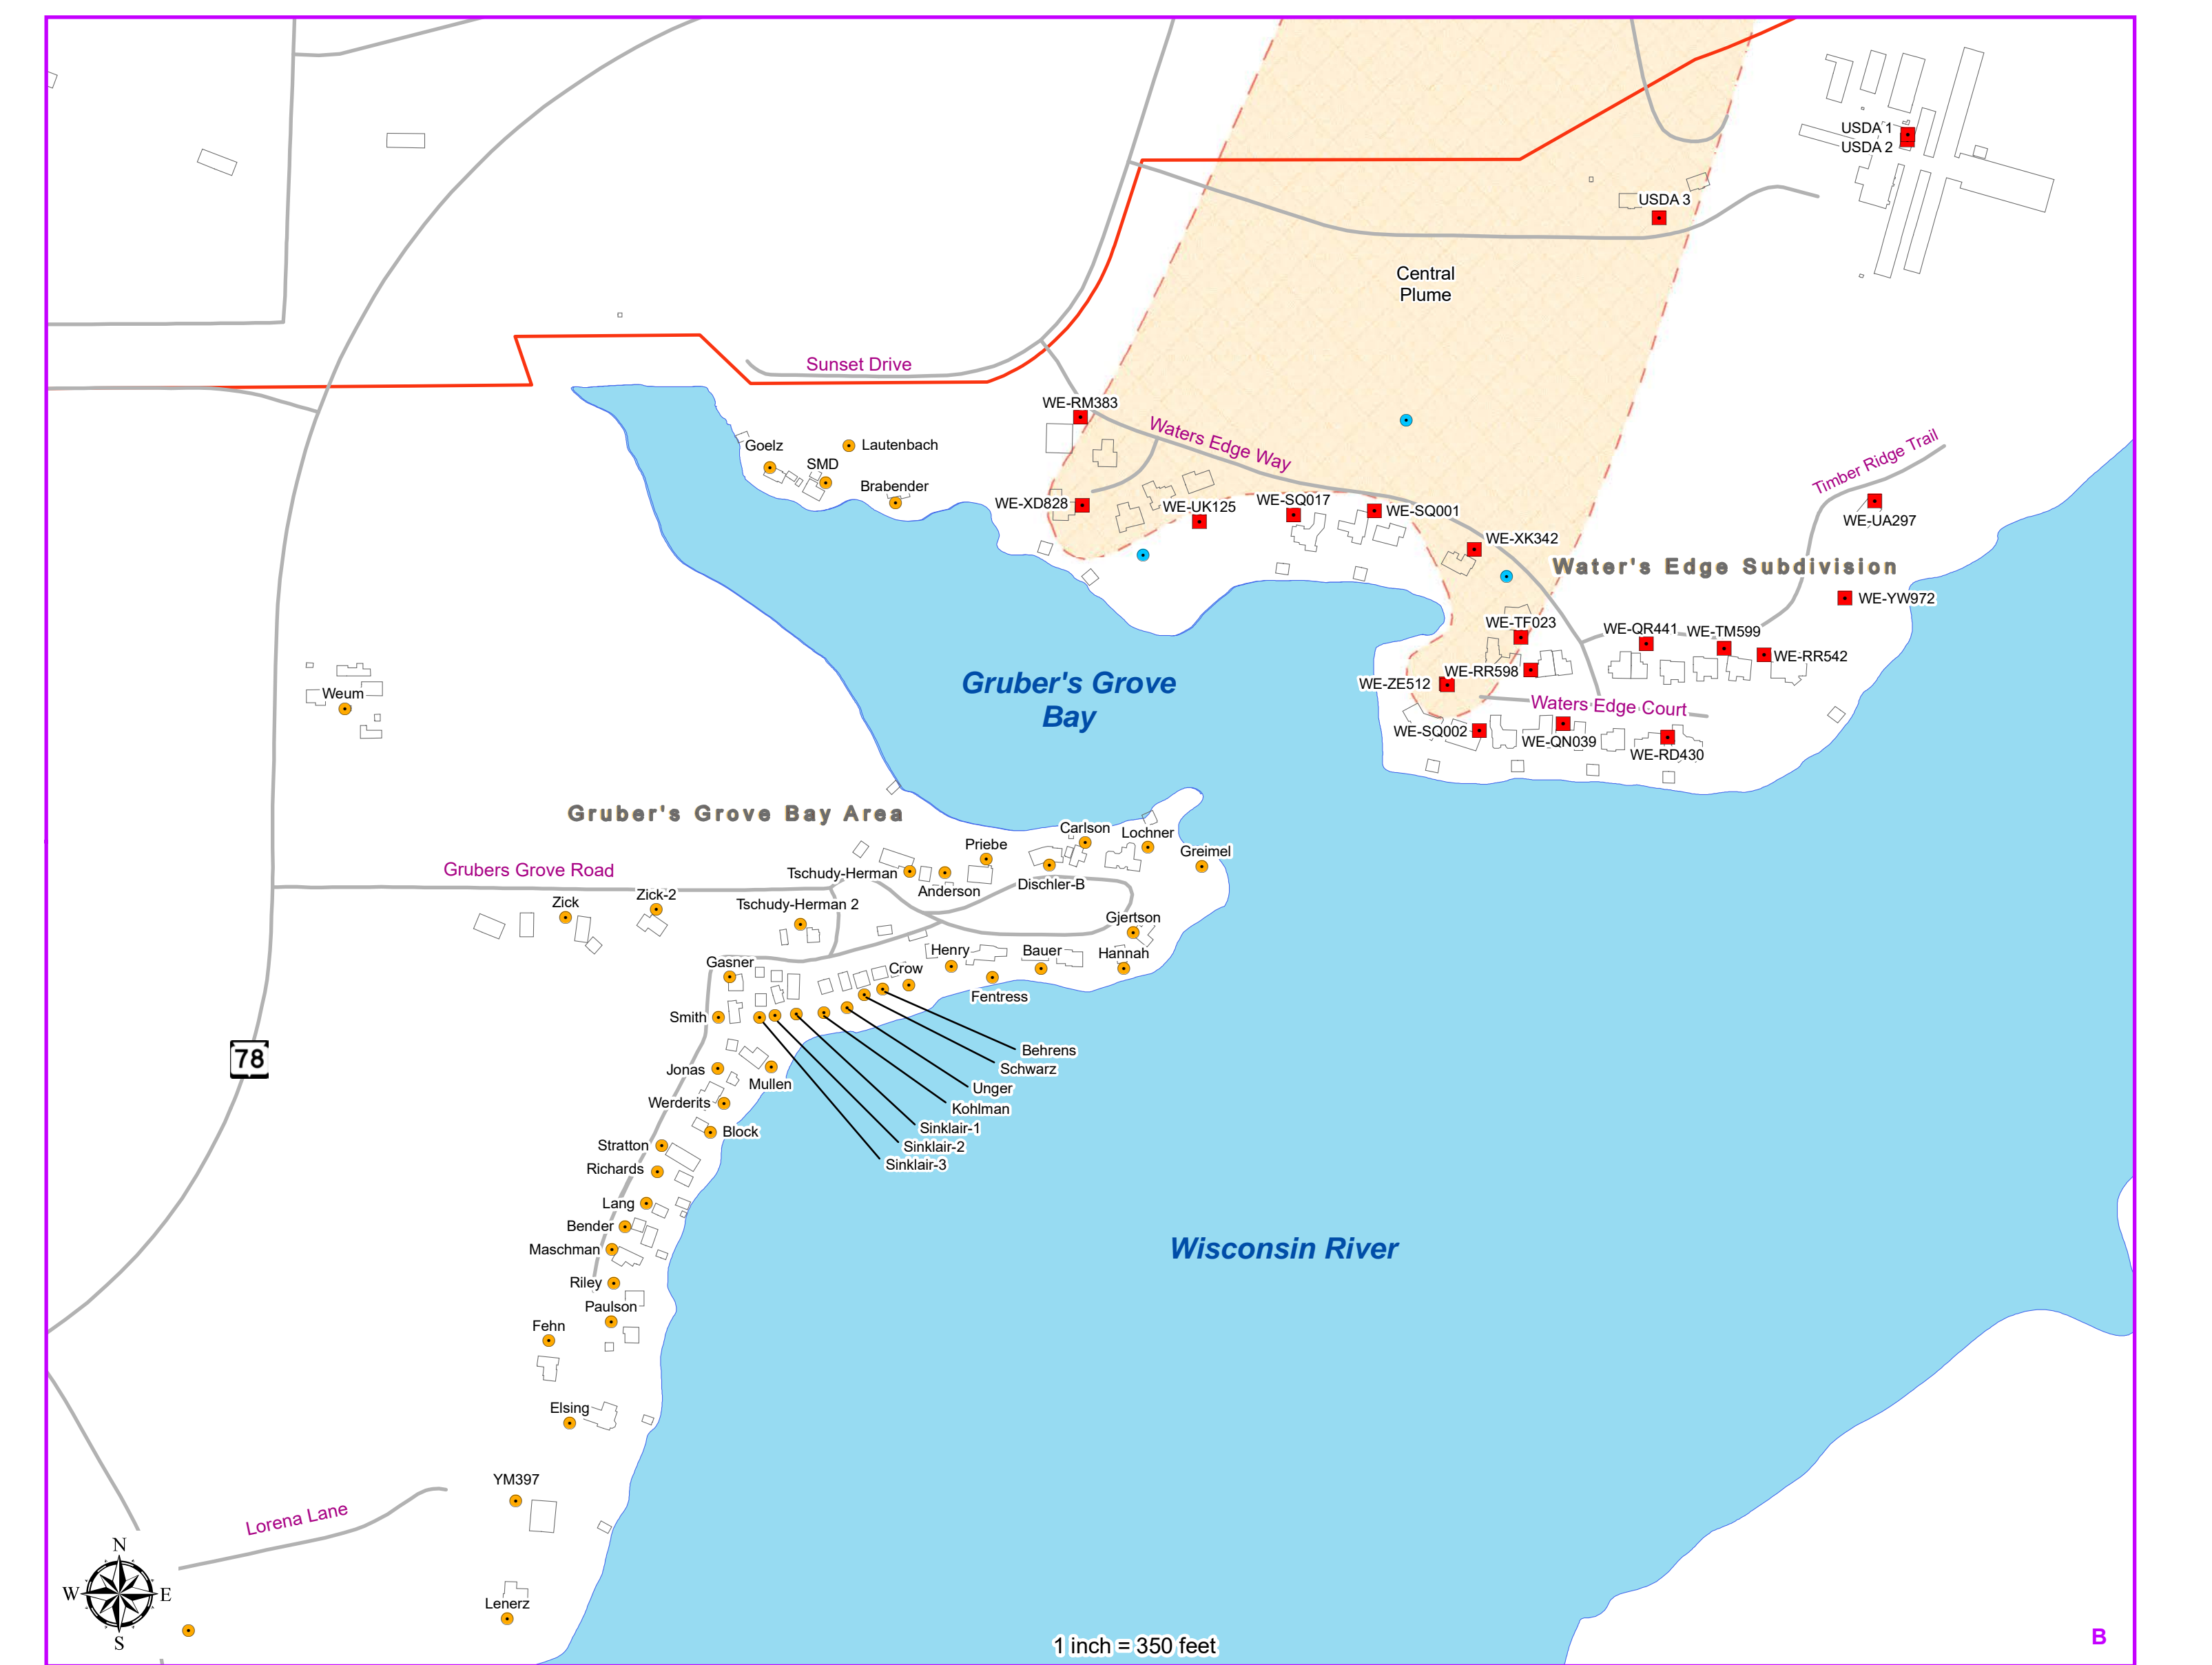 USDA 1
USDA 2
USDA 3
Central
Plume
Sunset Drive
WE-RM383
Waters Edge Way
Goelz
Lautenbach
SMD
Brabender
WE-XD828
WE-UK125
WE-SQ017
WE-SQ001
WE-XK342
Timber Ridge Trail
WE-UA297
Water's Edge Subdivision
WE-YW972
WE-TF023
WE-QR441
WE-TM599
WE-RR542
WE-RR598
WE-ZE512
Waters Edge Court
WE-SQ002
WE-QN039
WE-RD430
Gruber's Grove
Bay
Weum
Gruber's Grove Bay Area
Grubers Grove Road
Carlson
Lochner
Priebe
Greimel
Tschudy-Herman
Anderson
Dischler-B
Zick
Zick-2
Tschudy-Herman 2
Gjertson
Gasner
Henry
Bauer
Hannah
Crow
Fentress
Smith
78
Behrens
Schwarz
Unger
Kohlman
Sinklair-1
Sinklair-2
Sinklair-3
Jonas
Mullen
Werderits
Block
Stratton
Richards
Lang
Bender
Maschman
Riley
Paulson
Fehn
Wisconsin River
Elsing
YM397
Lorena Lane
Lenerz
N
W
E
S
1 inch = 350 feet
B